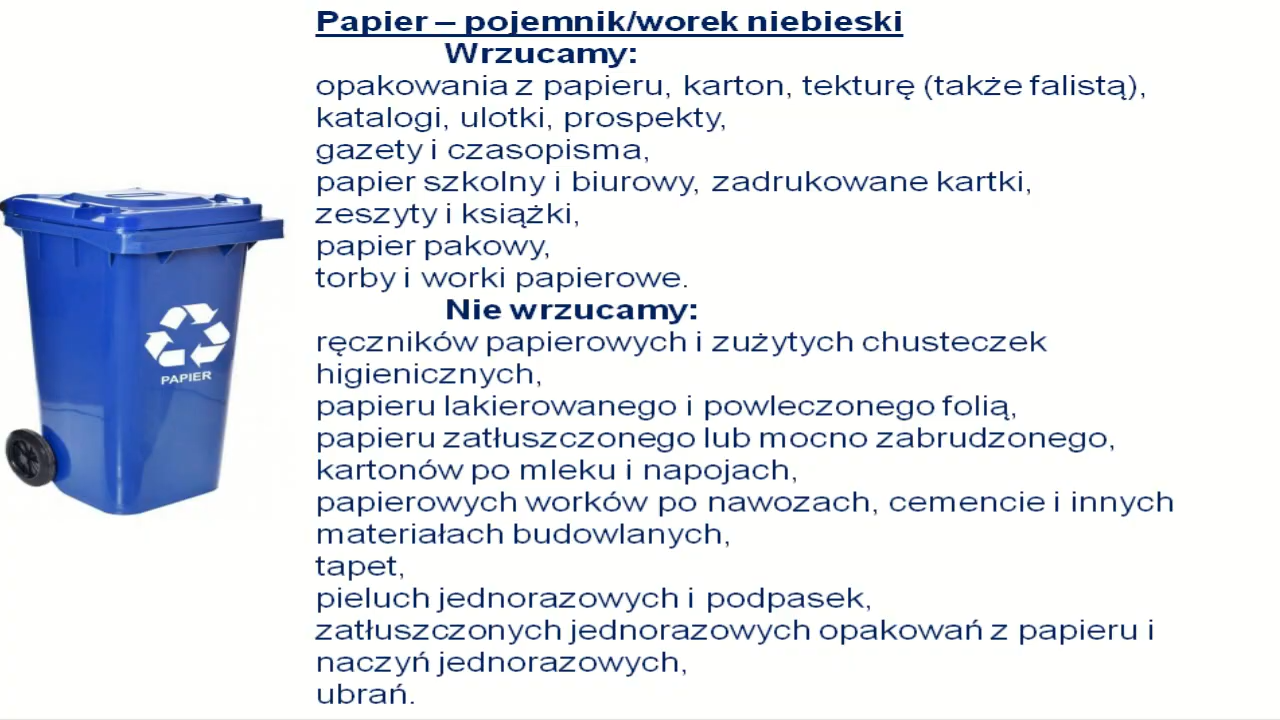 Papier – pojemnik/worek niebieski
Wrzucamy:
opakowania z papieru, karton, tekturę (także falistą),
katalogi, ulotki, prospekty,
gazety i czasopisma,
papier szkolny i biurowy, zadrukowane kartki,
zeszyty i książki,
papier pakowy,
torby i worki papierowe.
Nie wrzucamy:
ręczników papierowych i zużytych chusteczek
higienicznych,
papieru lakierowanego i powleczonego folią,
papieru zatłuszczonego lub mocno zabrudzonego,
kartonów po mleku i napojach,
papierowych worków po nawozach, cemencie i innych
materiałach budowlanych,
tapet,
pieluch jednorazowych i podpasek,
zatłuszczonych jednorazowych opakowań z papieru i
naczyń jednorazowych,
ubrań.
PAPIER